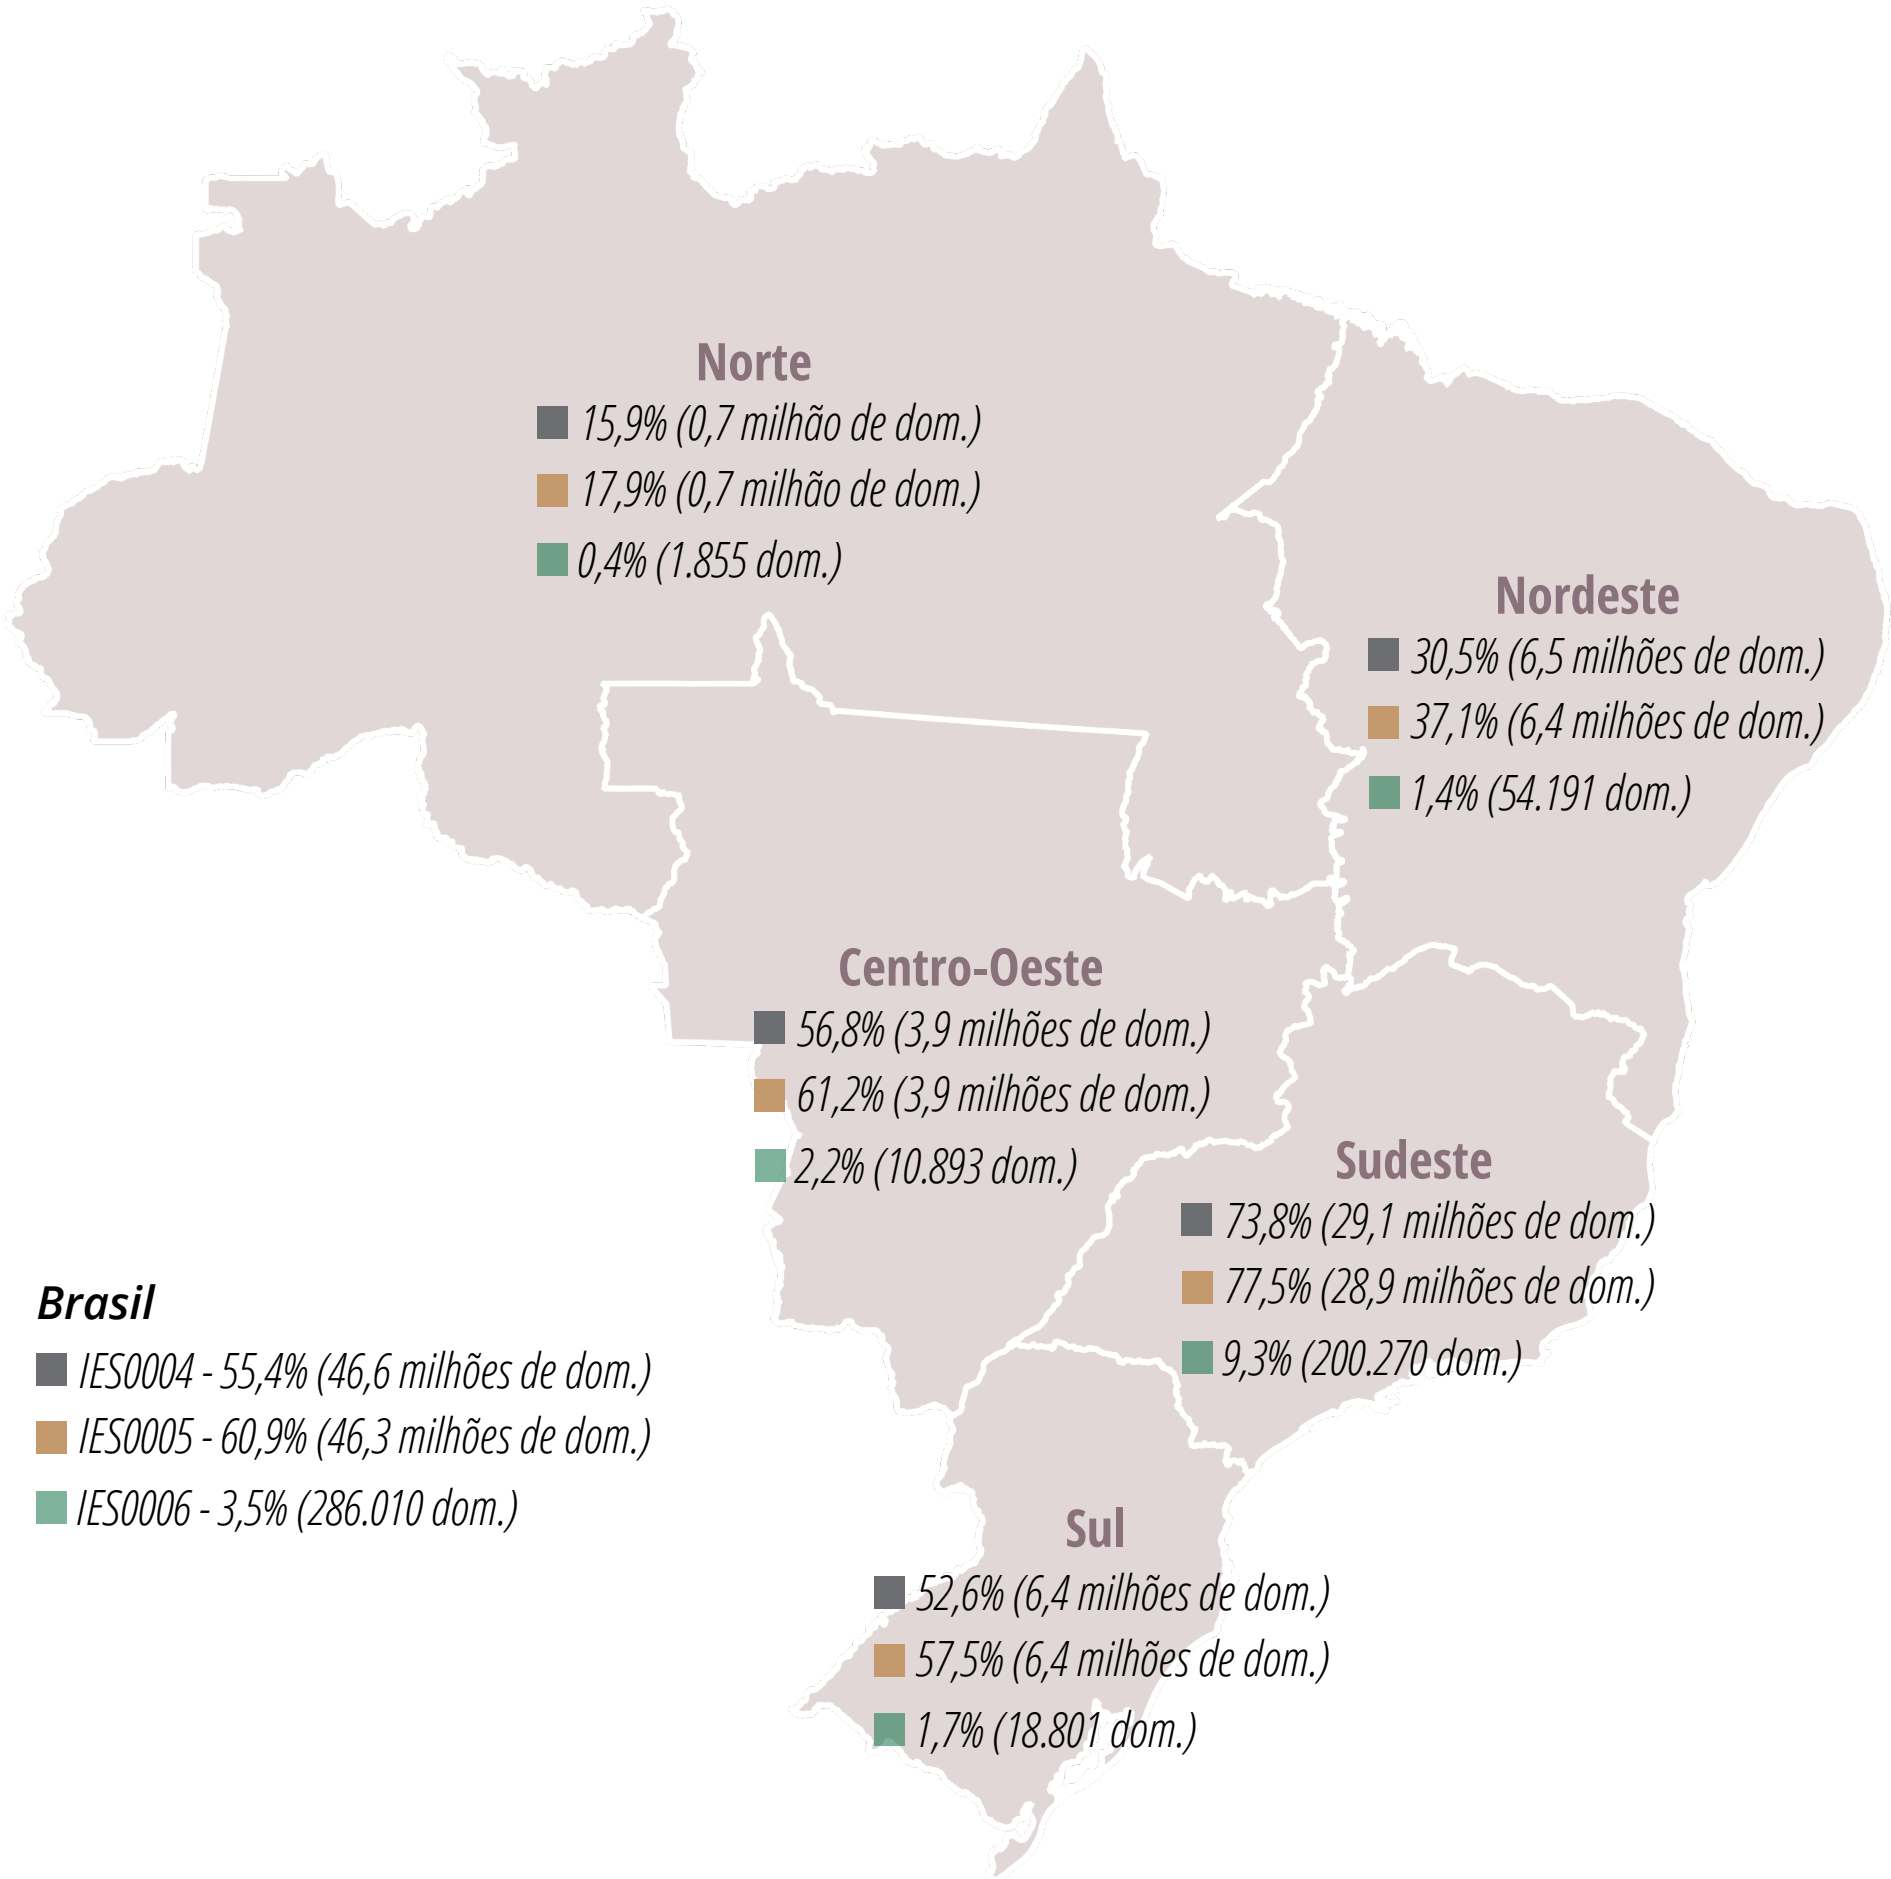 Norte
15,9% (0,7 milhão de dom.)
17,9% (0,7 milhão de dom.)
0,4% (1.855 dom.)
Nordeste
30,5% (6,5 milhões de dom.)
37,1% (6,4 milhões de dom.)
1,4% (54.191 dom.)
Centro-Oeste
56,8% (3,9 milhões de dom.)
61,2% (3,9 milhões de dom.)
2,2% (10.893 dom.)
Sudeste
73,8% (29,1 milhões de dom.)
77,5% (28,9 milhões de dom.)
9,3% (200.270 dom.)
Brasil
IES0004 - 55,4% (46,6 milhões de dom.)
IES0005 - 60,9% (46,3 milhões de dom.)
IES0006 - 3,5% (286.010 dom.)
Sul
52,6% (6,4 milhões de dom.)
57,5% (6,4 milhões de dom.)
1,7% (18.801 dom.)